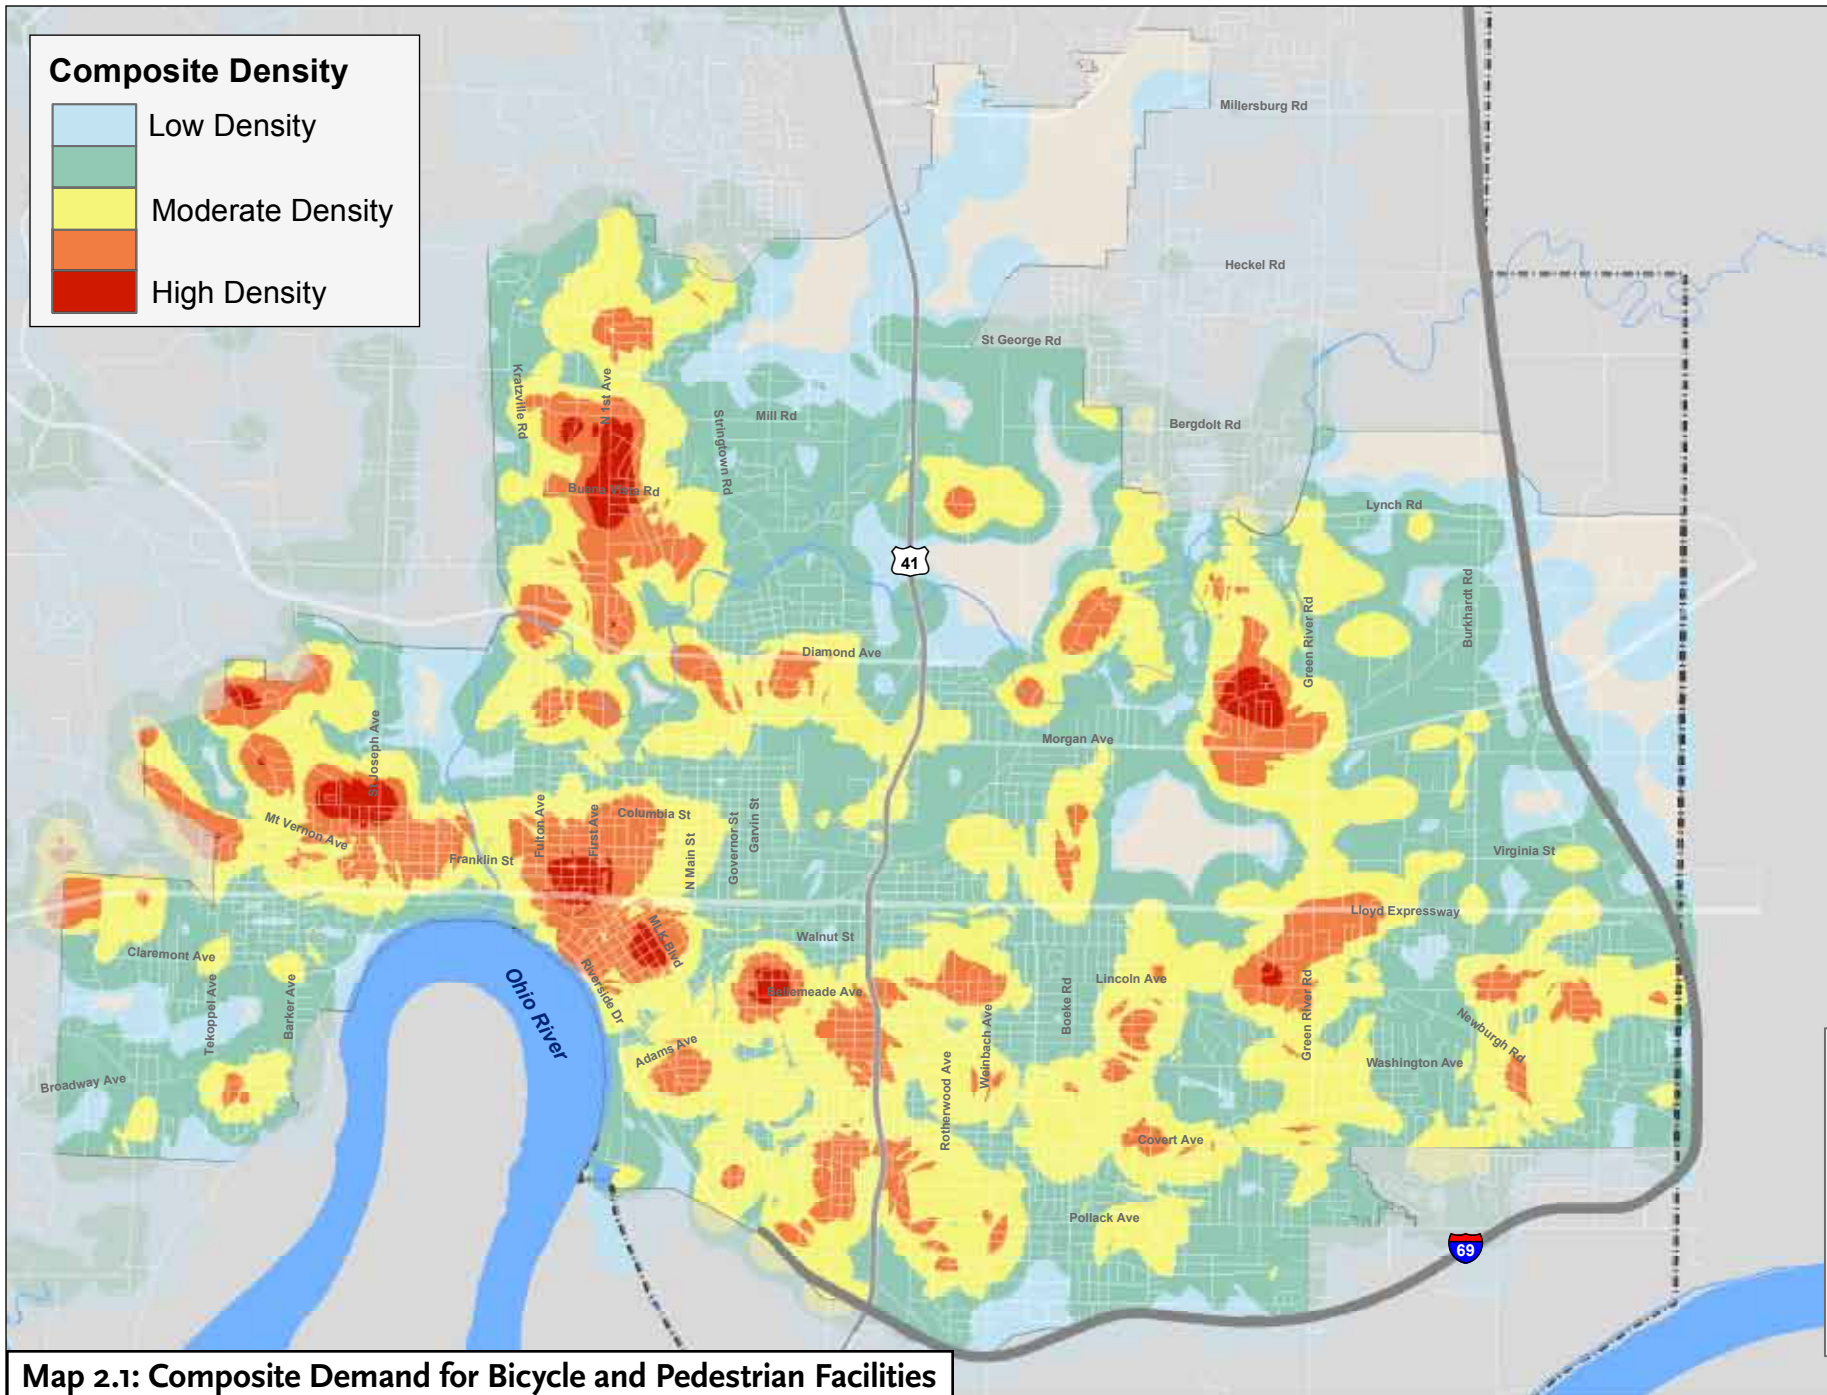 Composite Density
Low Density
Moderate Density
High Density
Millersburg Rd
Heckel Rd
St George Rd
Kratzville Rd
N 1st Ave
Stringtown Rd
Mill Rd
Bergdolt Rd
Buena Vista Rd
Lynch Rd
41
Burkhardt Rd
Green River Rd
Diamond Ave
St Joseph Ave
Morgan Ave
Mt Vernon Ave
Fulton Ave
First Ave
Columbia St
N Main St
Governor St
Garvin St
Franklin St
Virginia St
Lloyd Expressway
MLK Blvd
Walnut St
Claremont Ave
Tekoppel Ave
Barker Ave
Ohio River
Riverside Dr
Bellemeade Ave
Lincoln Ave
Boeke Rd
Weinbach Ave
Green River Rd
Newburgh Rd
Adams Ave
Rotherwood Ave
Washington Ave
Broadway Ave
Covert Ave
Pollack Ave
69
Map 2.1: Composite Demand for Bicycle and Pedestrian Facilities